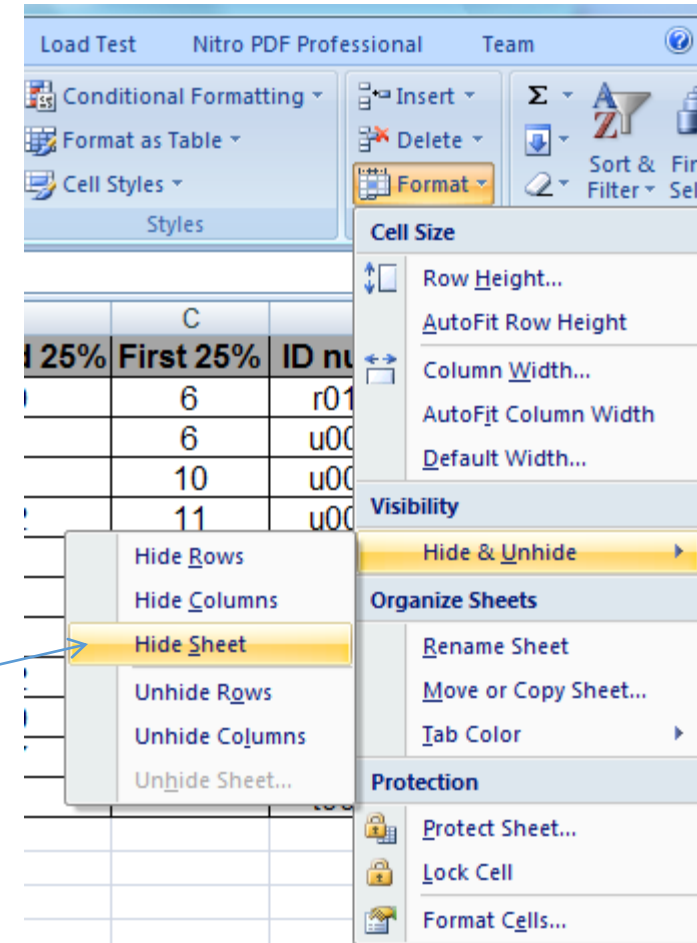 Load Test Nitro PDF Professional Team
Conditional Formatting Insert Σ A
Format as Table Delete Z
Sort &
Cell Styles Format Filter
Styles
Cell Size
Row Height...
AutoFit Row Height
Column Width...
AutoFit Column Width
Default Width...
Visibility
Hide & Unhide
Organize Sheets
Rename Sheet
Move or Copy Sheet...
Tab Color
Protection
Protect Sheet...
Lock Cell
Format Cells...
C
25% First 25% ID
6
6
10
11
Hide Rows
Hide Columns
Hide Sheet
Unhide Rows
Unhide Columns
Unhide Sheet...